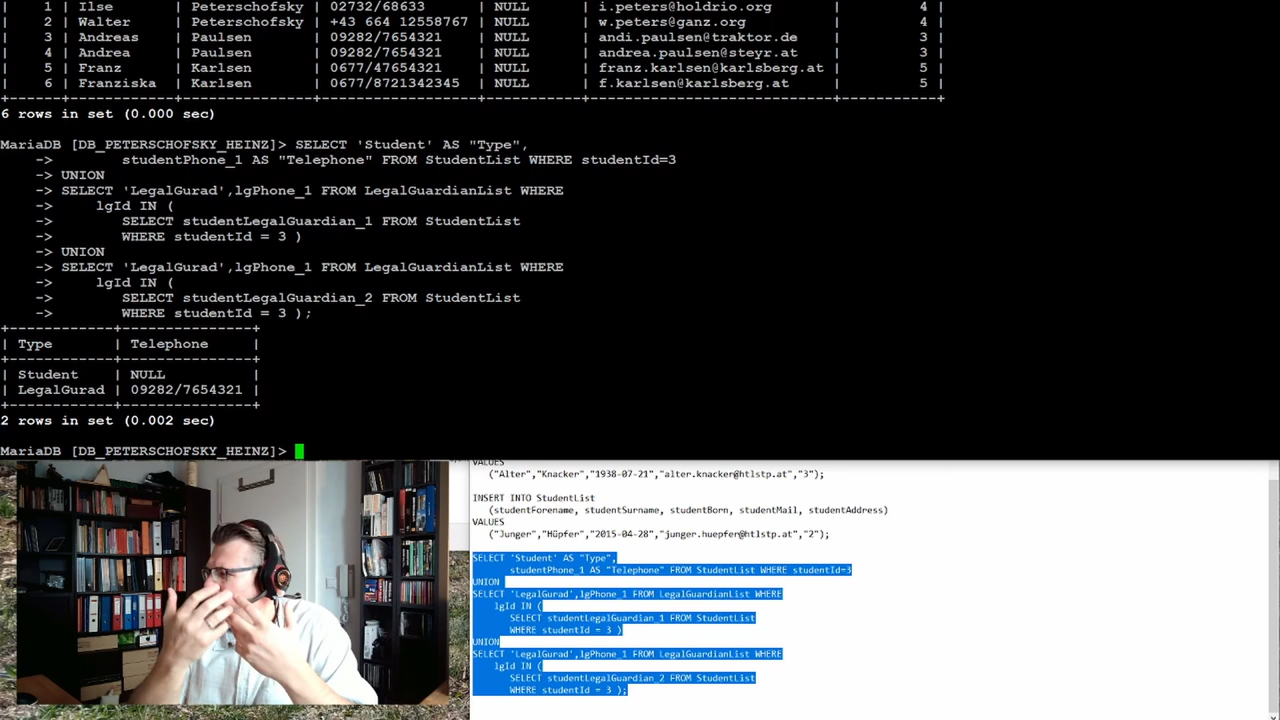 | 1 | Ilse | Peterschofsky | 02732/68633 | NULL | i.peters@holdrio.org | 4 |
| 2 | Walter | Peterschofsky | +43 664 12558767 | NULL | w.peters@ganz.org | 4 |
| 3 | Andreas | Paulsen | 09282/7654321 | NULL | andi.paulsen@traktor.de | 3 |
| 4 | Andrea | Paulsen | 09282/7654321 | NULL | andrea.paulsen@steyr.at | 3 |
| 5 | Franz | Karlsen | 0677/47654321 | NULL | franz.karlsen@karlsberg.at | 5 |
| 6 | Franziska | Karlsen | 0677/8721342345 | NULL | f.karlsen@karlsberg.at | 5 |
6 rows in set (0.000 sec)
MariaDB [DB_PETERSCHOFSKY_HEINZ]> SELECT 'Student' AS "Type",
-> studentPhone_1 AS "Telephone" FROM StudentList WHERE studentId=3
-> UNION
-> SELECT 'LegalGurad',lgPhone_1 FROM LegalGuardianList WHERE
-> lgId IN (
-> SELECT studentLegalGuardian_1 FROM StudentList
-> WHERE studentId = 3 )
-> UNION
-> SELECT 'LegalGurad',lgPhone_1 FROM LegalGuardianList WHERE
-> lgId IN (
-> SELECT studentLegalGuardian_2 FROM StudentList
-> WHERE studentId = 3 );
+------------+---------------+
| Type | Telephone |
+------------+---------------+
| Student | NULL |
| LegalGurad | 09282/7654321 |
+------------+---------------+
2 rows in set (0.002 sec)
MariaDB [DB_PETERSCHOFSKY_HEINZ]>
VALUES
("Alter","Knacker","1938-07-21","alter.knacker@htlstp.at","3");
INSERT INTO StudentList
(studentForename, studentSurname, studentBorn, studentMail, studentAddress)
VALUES
("Junger","Hüpfer","2015-04-28","junger.huepfer@htlstp.at","2");
SELECT 'Student' AS "Type",
studentPhone_1 AS "Telephone" FROM StudentList WHERE studentId=3
UNION
SELECT 'LegalGurad',lgPhone_1 FROM LegalGuardianList WHERE
lgId IN (
SELECT studentLegalGuardian_1 FROM StudentList
WHERE studentId = 3 )
UNION
SELECT 'LegalGurad',lgPhone_1 FROM LegalGuardianList WHERE
lgId IN (
SELECT studentLegalGuardian_2 FROM StudentList
WHERE studentId = 3 );